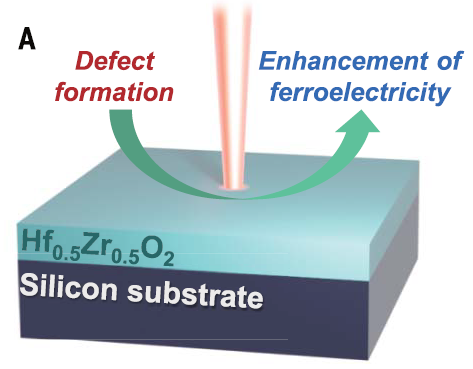 A
Defect
formation
Enhancement of
ferroelectricity
Hf₀.₅Zr₀.₅O₂
Silicon substrate